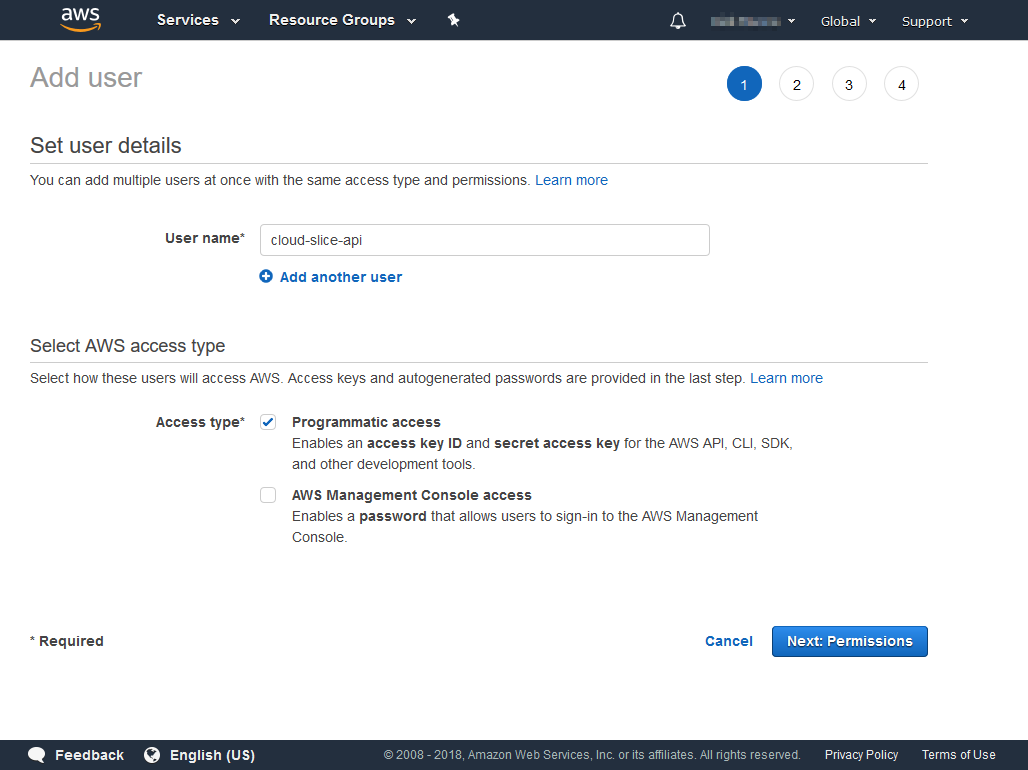 aws Services Resource Groups Global Support
Add user
1 2 3 4
Set user details
You can add multiple users at once with the same access type and permissions. Learn more
User name* cloud-slice-api
Add another user
Select AWS access type
Select how these users will access AWS. Access keys and autogenerated passwords are provided in the last step. Learn more
Access type* Programmatic access
Enables an access key ID and secret access key for the AWS API, CLI, SDK,
and other development tools.
AWS Management Console access
Enables a password that allows users to sign-in to the AWS Management
Console.
* Required Cancel Next: Permissions
Feedback English (US) © 2008 - 2018, Amazon Web Services, Inc. or its affiliates. All rights reserved. Privacy Policy Terms of Use